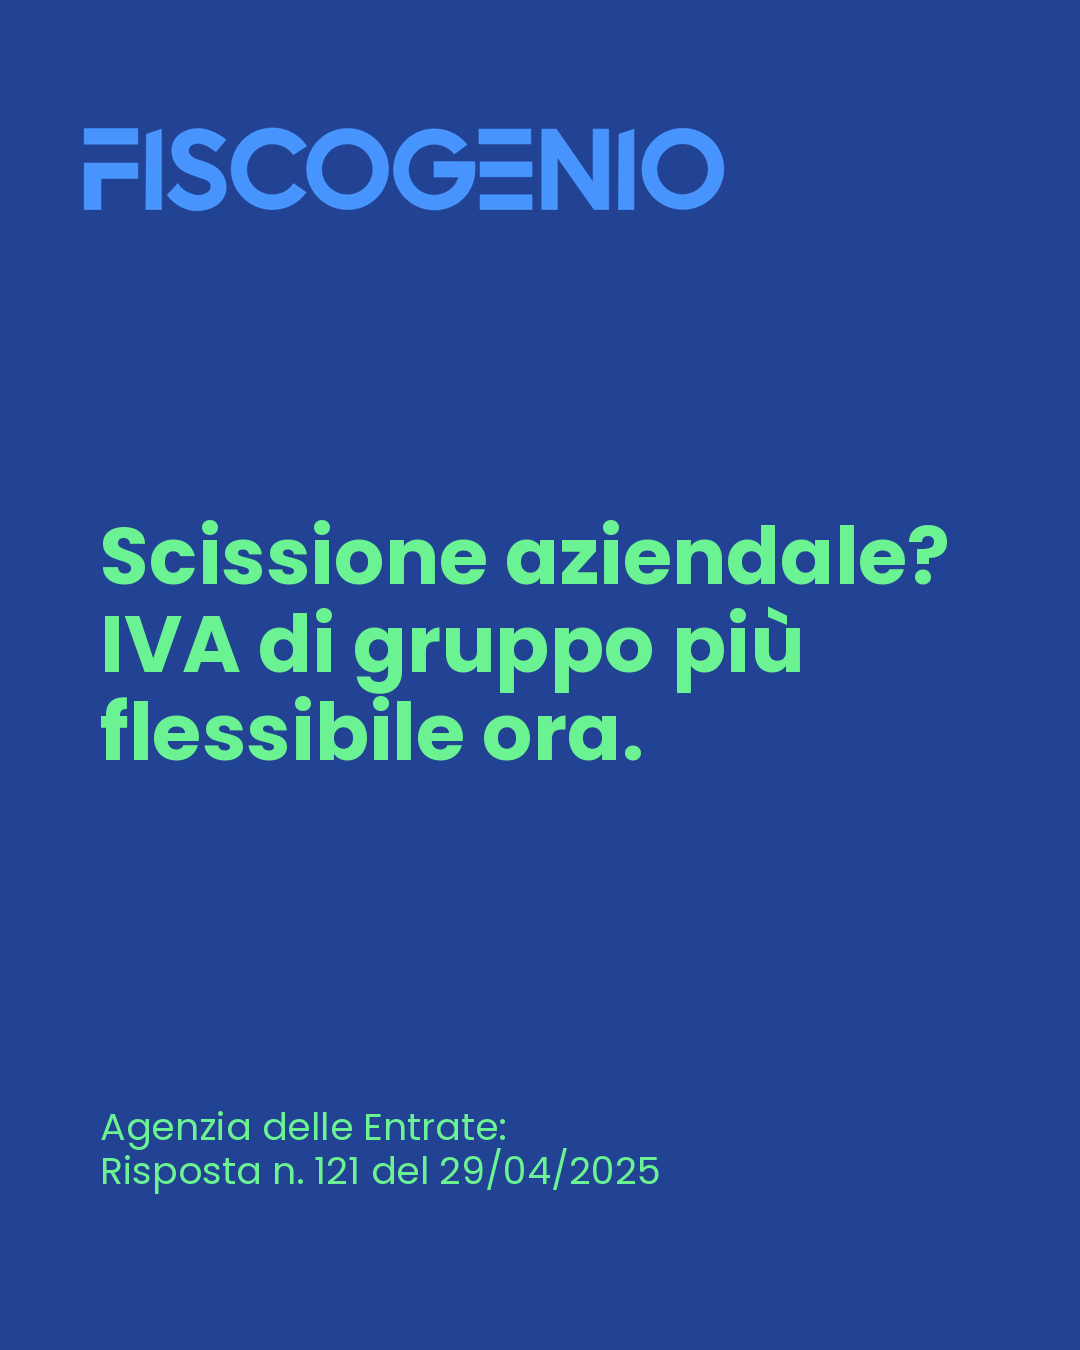 FISCOGENIO
Scissione aziendale?
IVA di gruppo più
flessibile ora.
Agenzia delle Entrate:
Risposta n. 121 del 29/04/2025